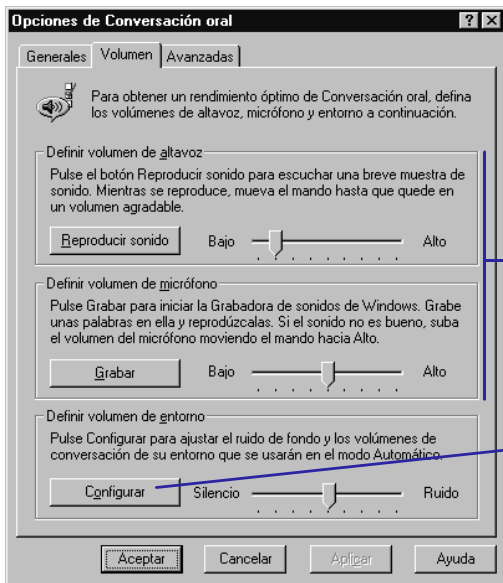 Opciones de Conversación oral
Generales Volumen Avanzadas
Para obtener un rendimiento óptimo de Conversación oral, defina
los volúmenes de altavoz, micrófono y entorno a continuación.
Definir volumen de altavoz
Pulse el botón Reproducir sonido para escuchar una breve muestra de
sonido. Mientras se reproduce, mueva el mando hasta que quede en
un volumen agradable.
Reproducir sonido Bajo Alto
Definir volumen de micrófono
Pulse Grabar para iniciar la Grabadora de sonidos de Windows. Grabe
unas palabras en ella y reprodúzcalas. Si el sonido no es bueno, suba
el volumen del micrófono moviendo el mando hacia Alto.
Grabar Bajo Alto
Definir volumen de entorno
Pulse Configurar para ajustar el ruido de fondo y los volúmenes de
conversación de su entorno que se usarán en el modo Automático.
Configurar Silencio Ruido
Aceptar Cancelar Aplicar Ayuda